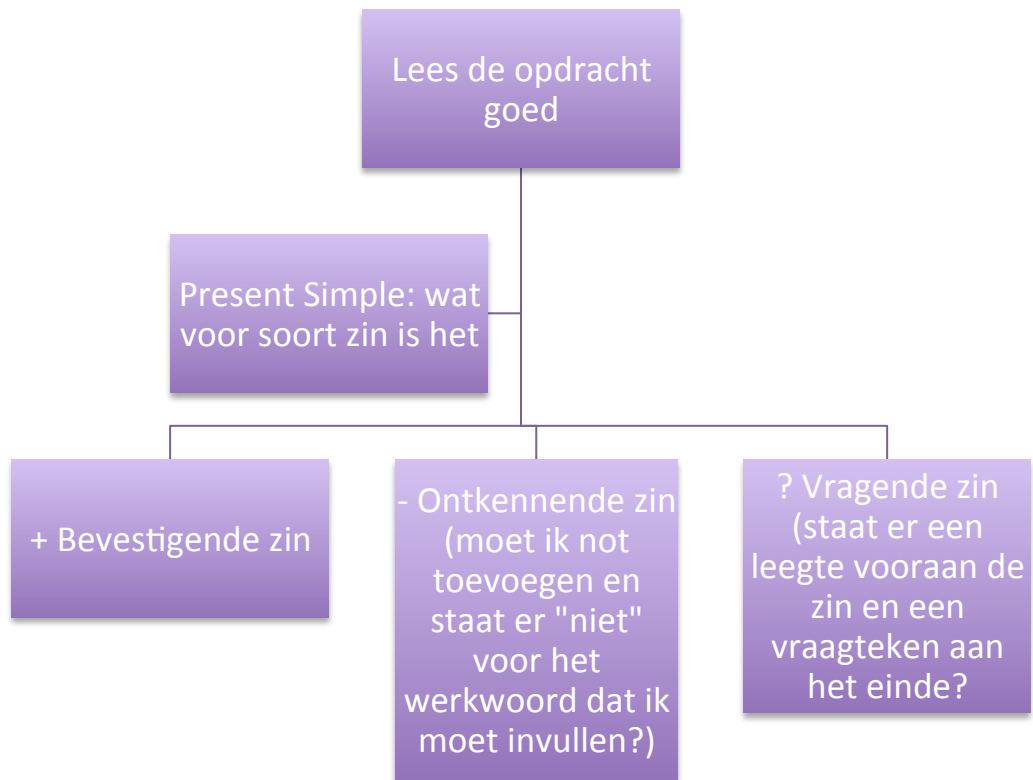 Lees de opdracht
goed
Present Simple: wat
voor soort zin is het
+ Bevestigende zin
- Ontkennende zin
(moet ik not
toevoegen en
staat er "niet"
voor het
werkwoord dat ik
moet invullen?)
? Vragende zin
(staat er een
leegte vooraan de
zin en een
vraagteken aan
het einde?